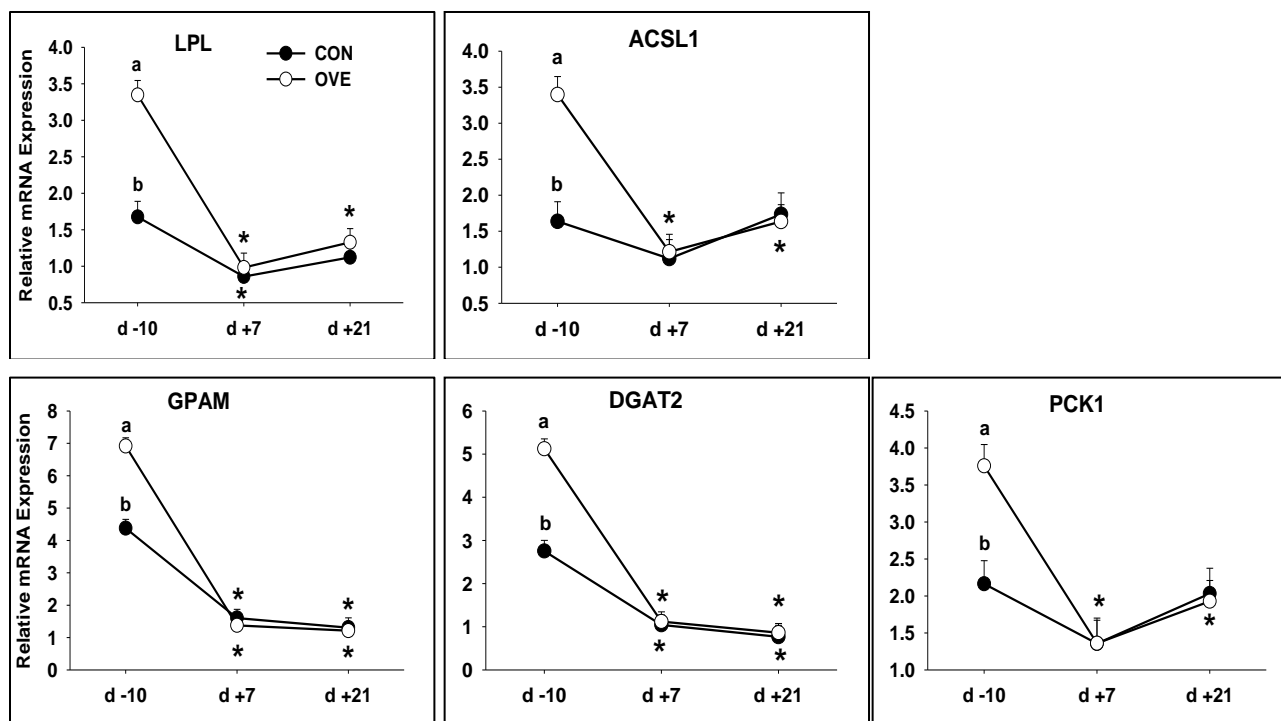 LPL
CON
OVE
Relative mRNA Expression
4.0
3.5
3.0
2.5
2.0
1.5
1.0
0.5
a
b
*
*
*
d -10 d +7 d +21
ACSL1
4.0
3.5
3.0
2.5
2.0
1.5
1.0
0.5
a
b
*
*
d -10 d +7 d +21
GPAM
Relative mRNA Expression
8
7
6
5
4
3
2
1
0
a
b
* *
* *
d -10 d +7 d +21
DGAT2
6
5
4
3
2
1
0
a
b
* *
* *
d -10 d +7 d +21
PCK1
4.5
4.0
3.5
3.0
2.5
2.0
1.5
1.0
a
b
*
*
d -10 d +7 d +21